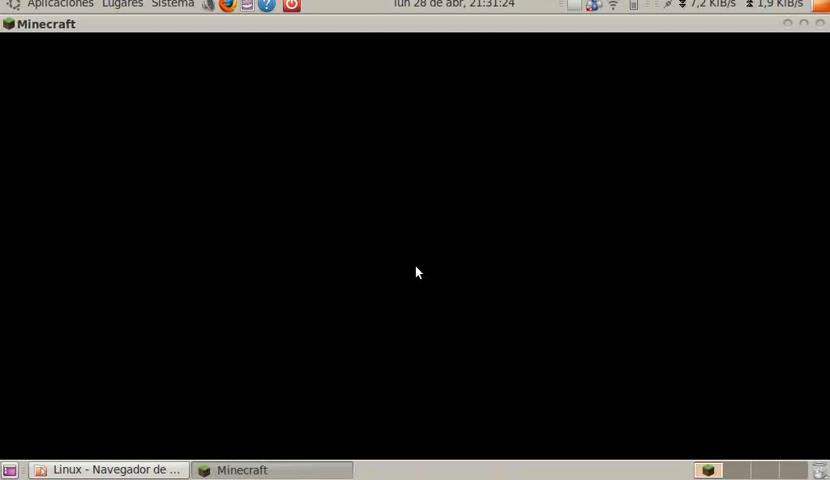 Aplicaciones Lugares Sistema lun 28 de abr, 21:31:24 7,2 KiB/s 1,9 KiB/s
Minecraft
Linux - Navegador de ... Minecraft